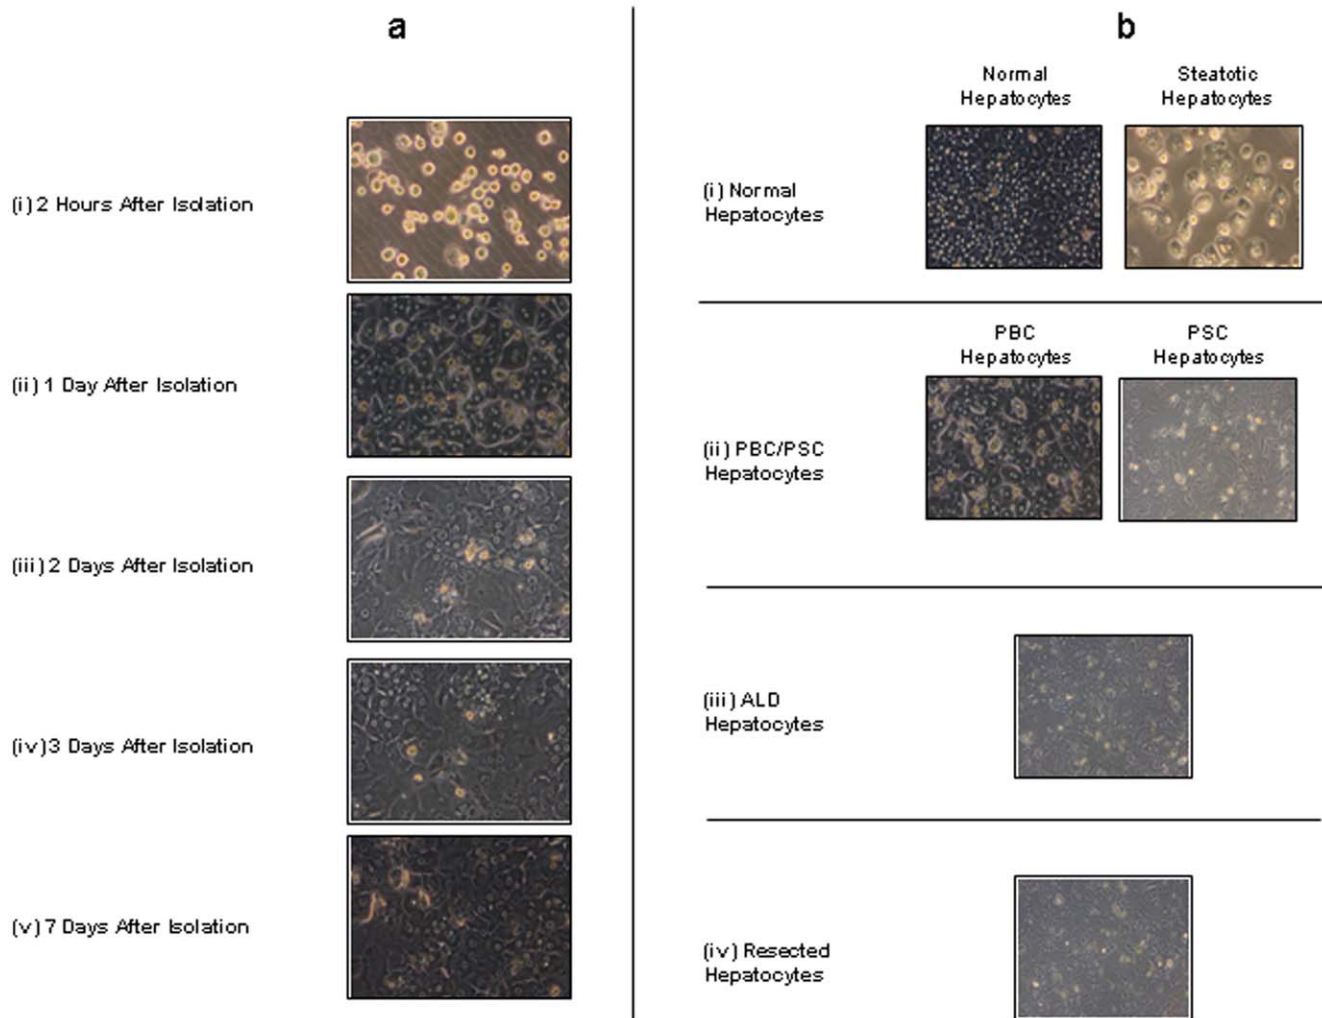 a
(i) 2 Hours After Isolation
(ii) 1 Day After Isolation
(iii) 2 Days After Isolation
(iv) 3 Days After Isolation
(v) 7 Days After Isolation
b
Normal
Hepatocytes
Steatotic
Hepatocytes
(i) Normal
Hepatocytes
PBC
Hepatocytes
PSC
Hepatocytes
(ii) PBC/PSC
Hepatocytes
(iii) ALD
Hepatocytes
(iv) Resected
Hepatocytes